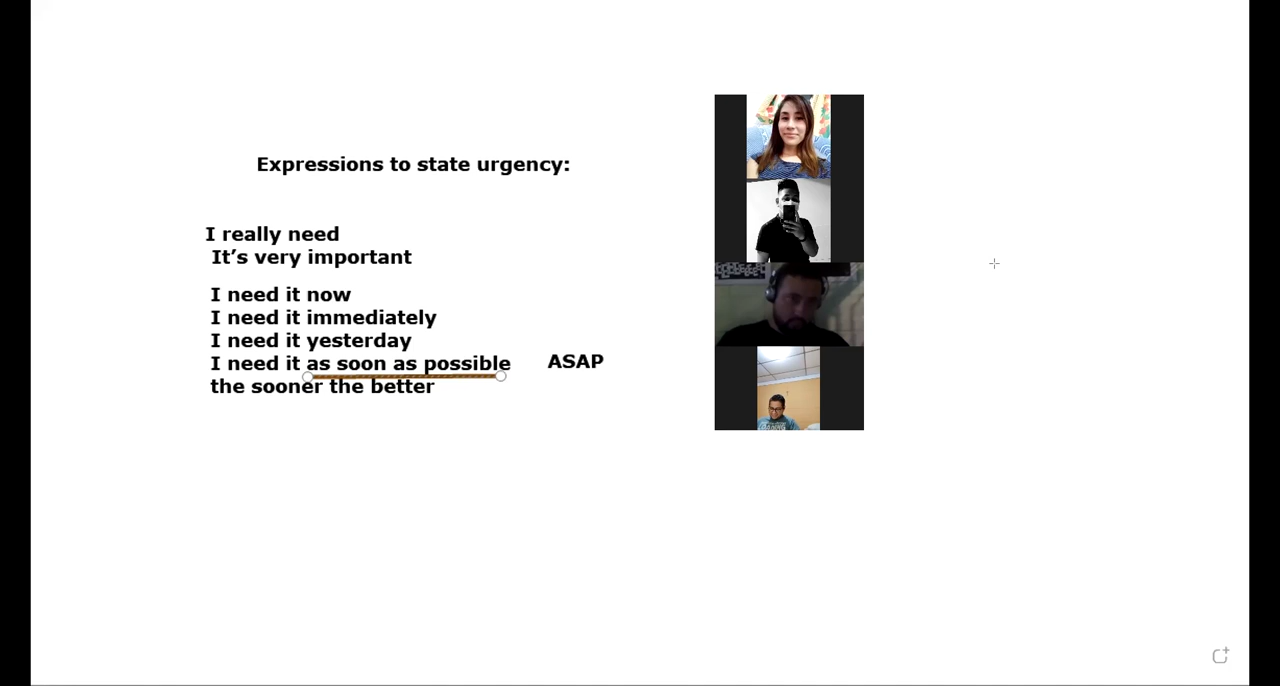 Expressions to state urgency:
I really need
It's very important
I need it now
I need it immediately
I need it yesterday
I need it as soon as possible ASAP
the sooner the better